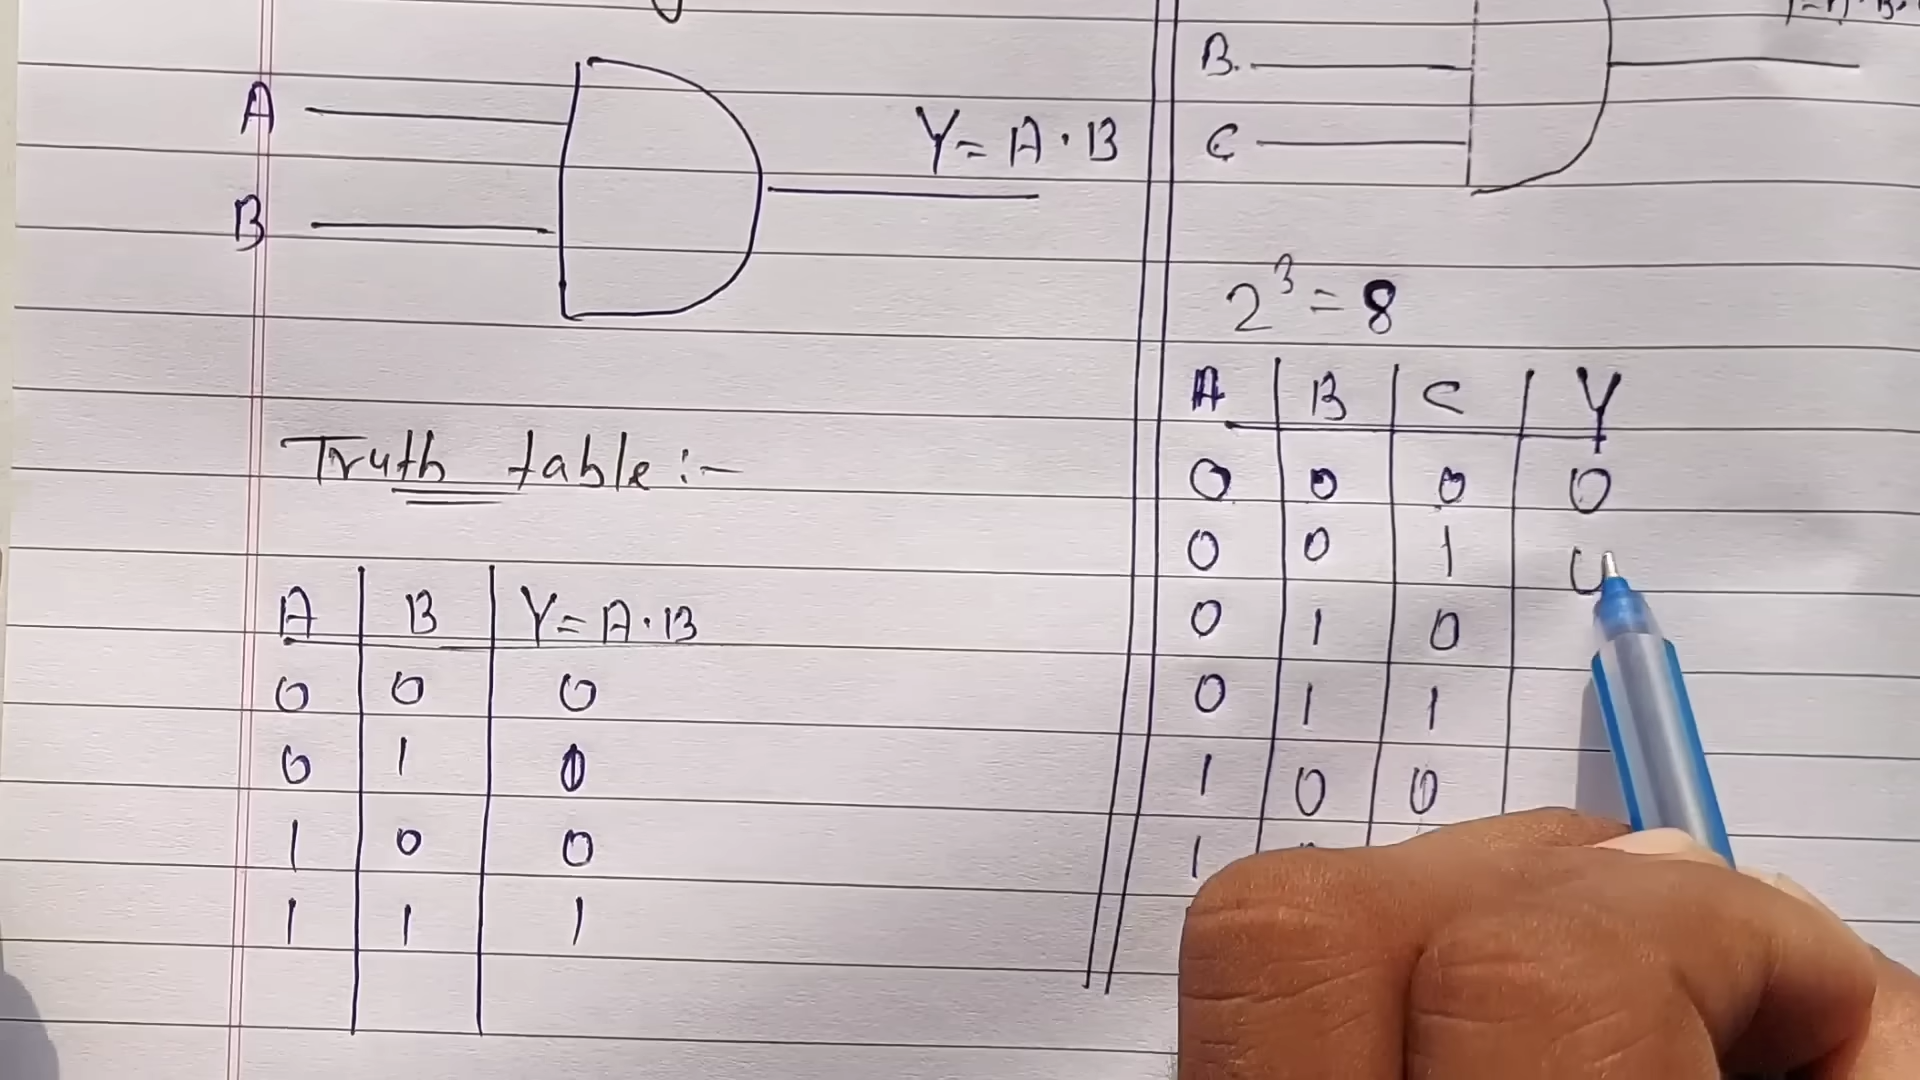 A
B
Y = A · B
Truth table :-
A B Y = A · B
0 0 0
0 1 0
1 0 0
1 1 1
B.
C
2³ = 8
A B C Y
0 0 0 0
0 0 1
0 1 0
0 1 1
1 0 0
1